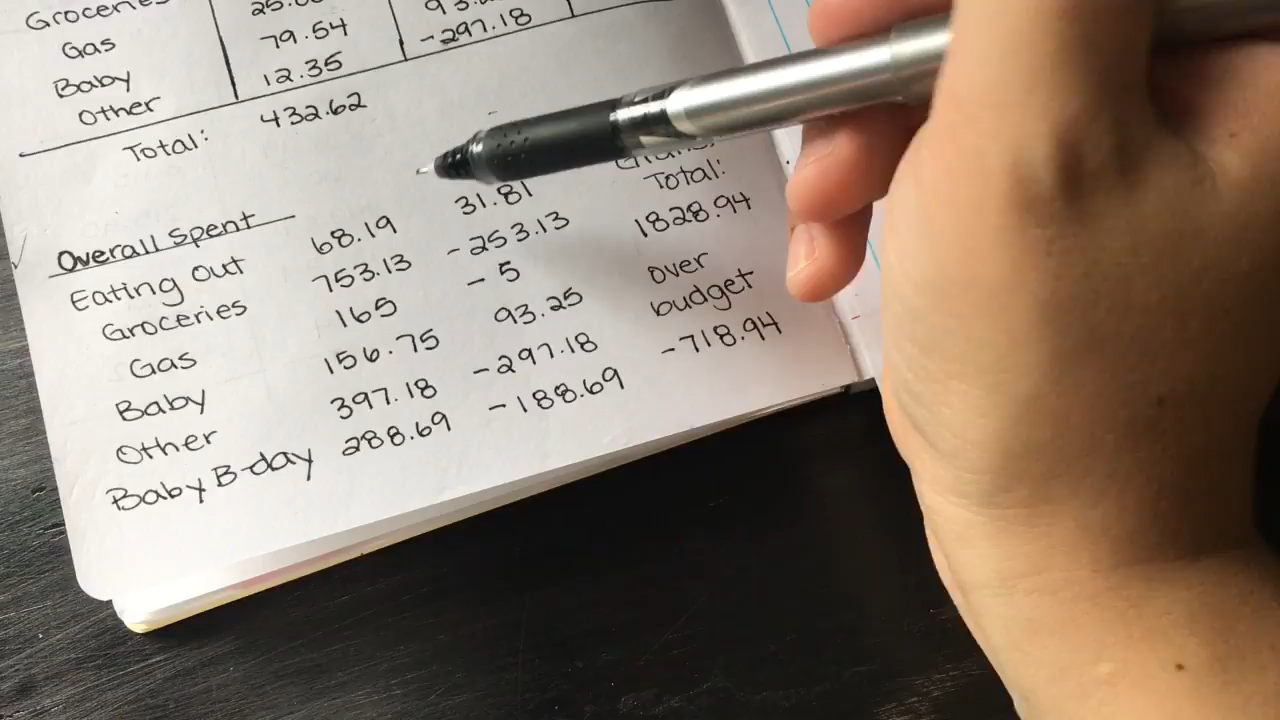 Groceries
Gas 79.54 -297.18
Baby 12.35
Other
Total: 432.62
Overall Spent
Eating Out 68.19 31.81
Groceries 753.13 -253.13
Gas 165 -5
Baby 156.75 93.25
Other 397.18 -297.18
Baby B-day 288.69 -188.69
Total:
1828.94
over
budget
-718.94